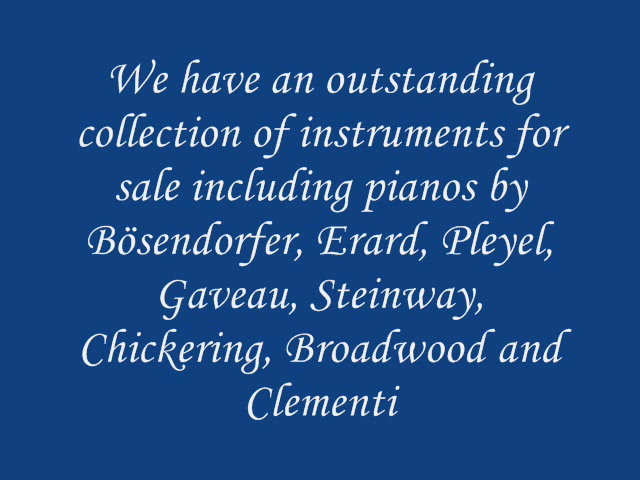 We have an outstanding
collection of instruments for
sale including pianos by
Bösendorfer, Erard, Pleyel,
Gaveau, Steinway,
Chickering, Broadwood and
Clementi